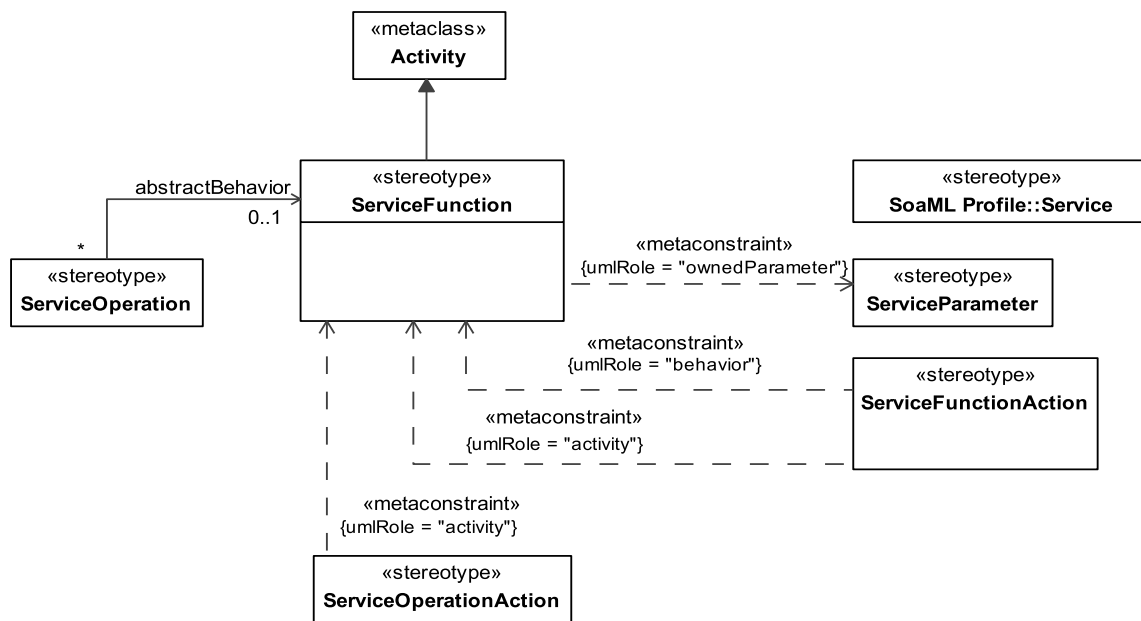 «metaclass»
Activity
abstractBehavior
0..1
*
«stereotype»
ServiceFunction
«stereotype»
SoaML Profile::Service
«stereotype»
ServiceOperation
«metaconstraint»
{umlRole = "ownedParameter"}
«stereotype»
ServiceParameter
«metaconstraint»
{umlRole = "behavior"}
«stereotype»
ServiceFunctionAction
«metaconstraint»
{umlRole = "activity"}
«metaconstraint»
{umlRole = "activity"}
«stereotype»
ServiceOperationAction